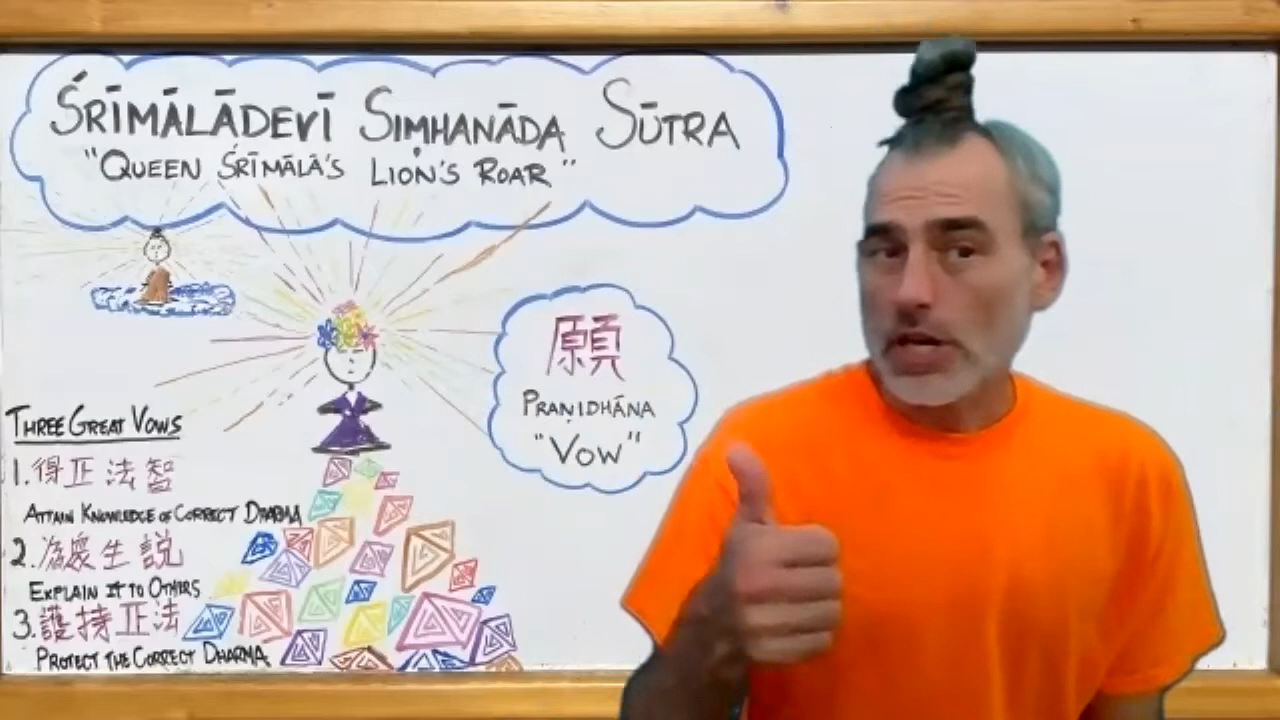 ŚRĪMĀLĀDEVĪ SIṂHANĀDA SŪTRA
"QUEEN ŚRĪMĀLĀ'S LION'S ROAR"
願
PRAṆIDHĀNA
"VOW"
THREE GREAT VOWS
1. 得正法智
ATTAIN KNOWLEDGE OF CORRECT DHARMA
2. 為衆生説
EXPLAIN IT TO OTHERS
3. 護持正法
PROTECT THE CORRECT DHARMA